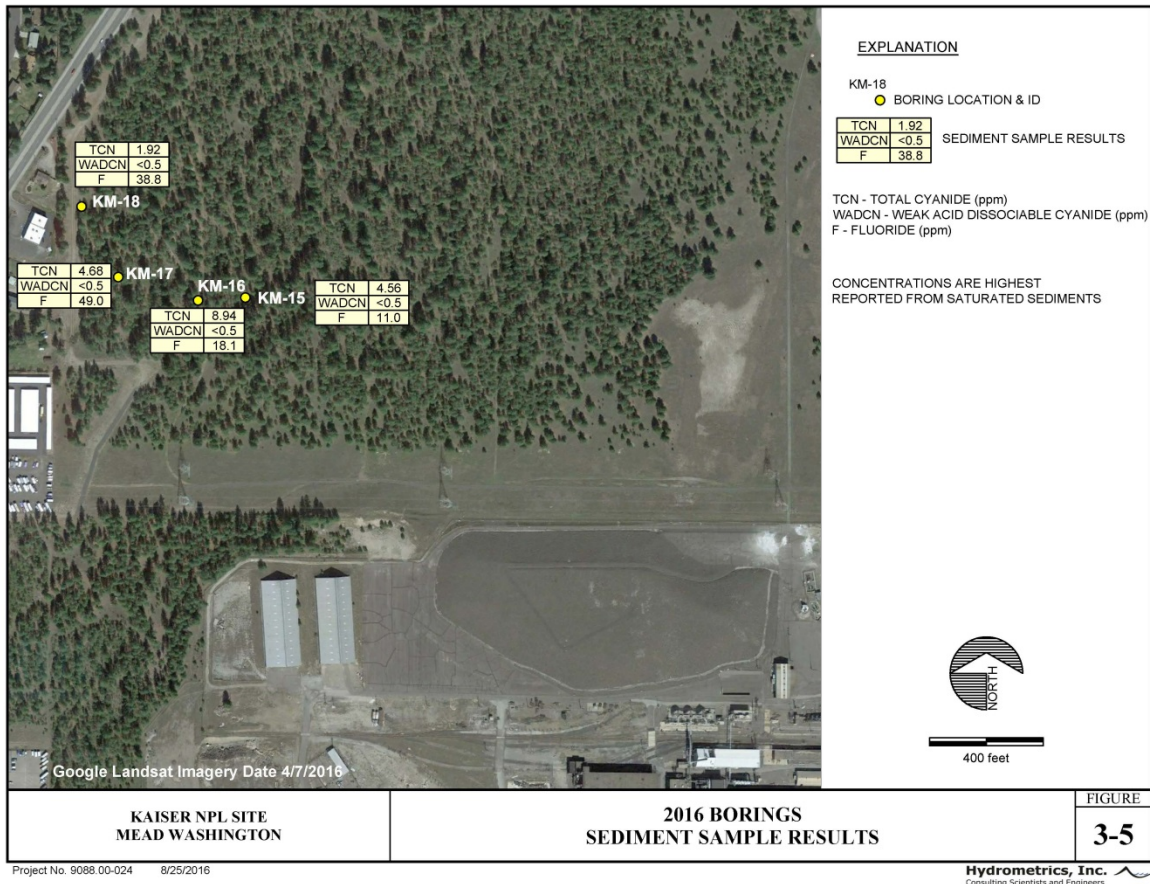 EXPLANATION
KM-18
BORING LOCATION & ID
TCN 1.92
WADCN <0.5
F 38.8
SEDIMENT SAMPLE RESULTS
TCN - TOTAL CYANIDE (ppm)
WADCN - WEAK ACID DISSOCIABLE CYANIDE (ppm)
F - FLUORIDE (ppm)
CONCENTRATIONS ARE HIGHEST
REPORTED FROM SATURATED SEDIMENTS
TCN 1.92
WADCN <0.5
F 38.8
KM-18
TCN 4.68
WADCN <0.5
F 49.0
KM-17
KM-16
TCN 8.94
WADCN <0.5
F 18.1
KM-15
TCN 4.56
WADCN <0.5
F 11.0
NORTH
400 feet
Google Landsat Imagery Date 4/7/2016
KAISER NPL SITE
MEAD WASHINGTON
2016 BORINGS
SEDIMENT SAMPLE RESULTS
FIGURE
3-5
Project No. 9088.00-024 8/25/2016
Hydrometrics, Inc.
Consulting Scientists and Engineers